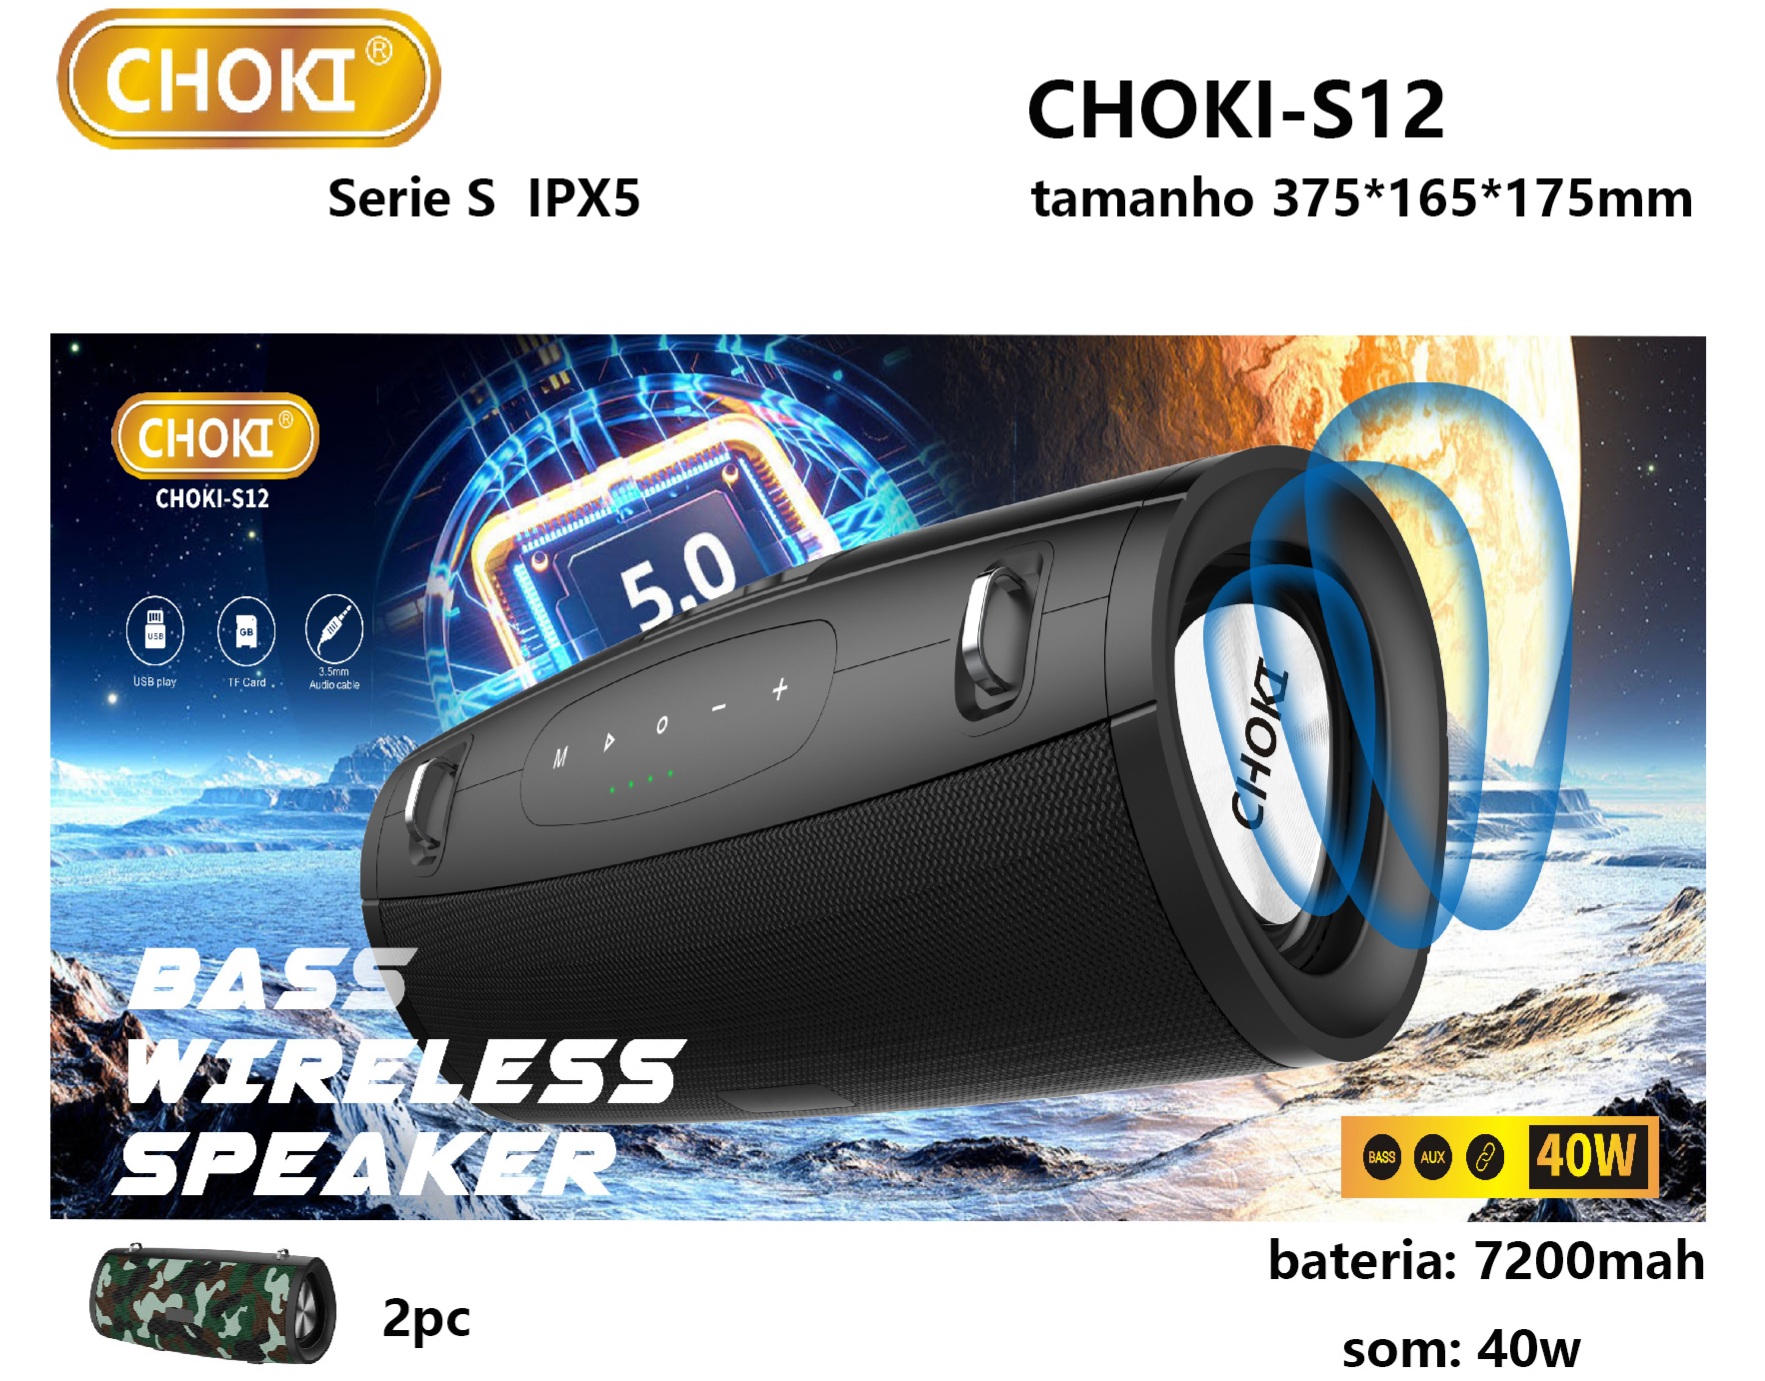 CHOKI®
CHOKI-S12
Serie S IPX5
tamanho 375*165*175mm
CHOKI®
CHOKI-S12
5.0
USB
GB
USB play
TF Card
3.5mm
Audio cable
M
CHOKI
BASS
WIRELESS
SPEAKER
BASS
AUX
40W
2pc
bateria: 7200mah
som: 40w